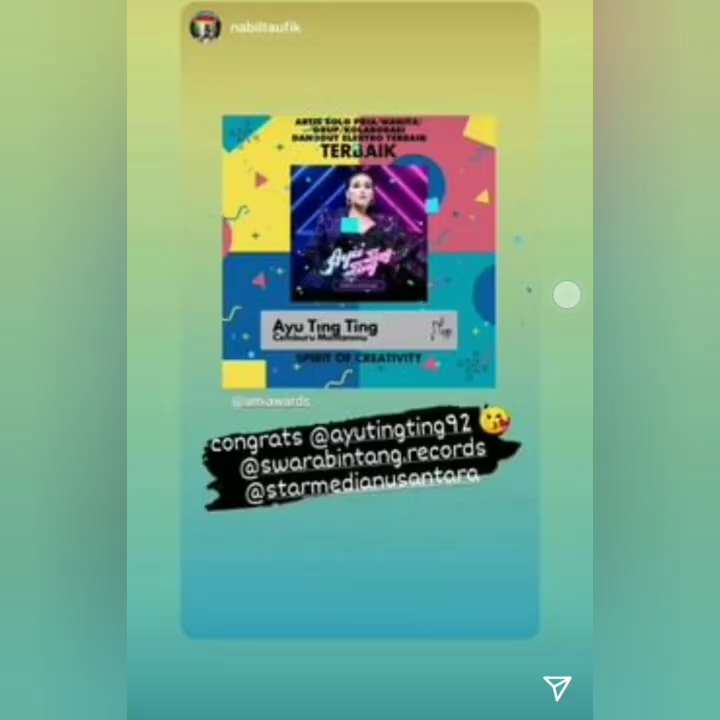 nabiltaufik
ARTIS SOLO PRIA/WANITA/
GRUP/KOLABORASI
DANGDUT ELEKTRO TERBAIK
TERBAIK
Ayu
Ting
Ting
Ayu Ting Ting
SPIRIT OF CREATIVITY
@amiawards
congrats @ayutingting92 😘
@swarabintang.records
@starmedianusantara